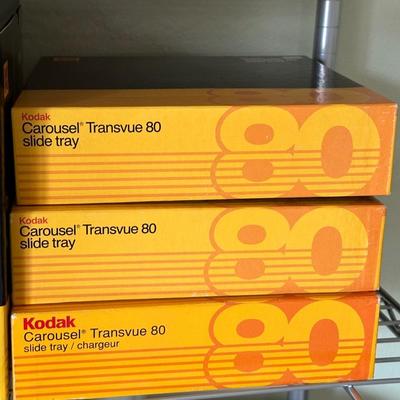 Kodak
Carousel® Transvue 80
slide tray
80
Kodak
Carousel® Transvue 80
slide tray
80
Kodak
Carousel® Transvue 80
slide tray / chargeur
80